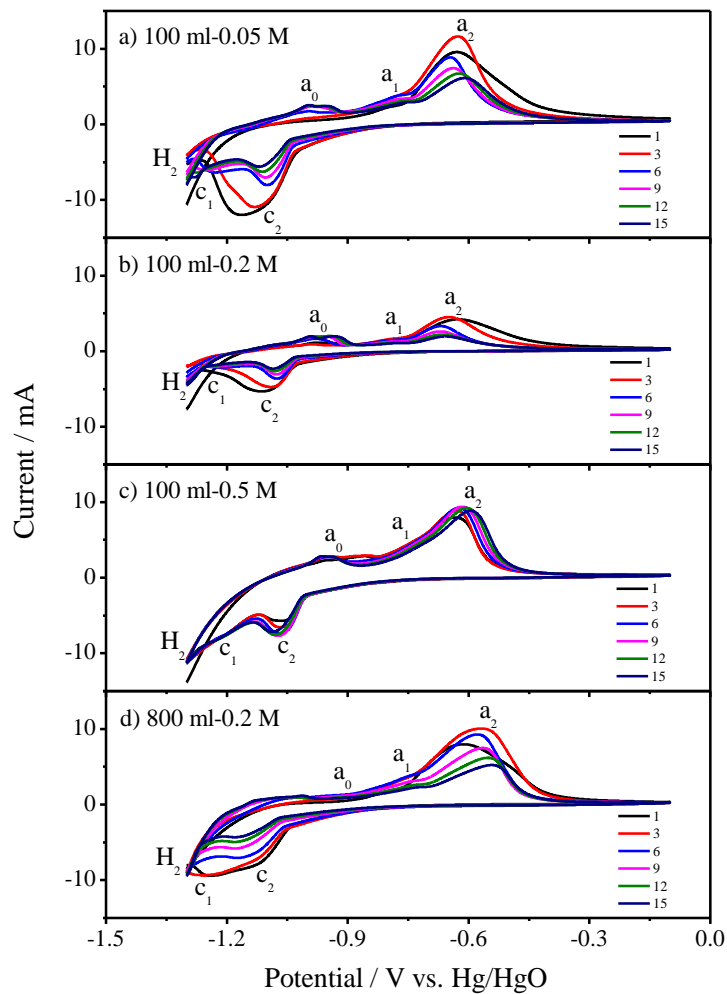 a) 100 ml-0.05 M
a₀
a₁
a₂
H₂
c₁
c₂
10
0
-10
1
3
6
9
12
15
b) 100 ml-0.2 M
a₀
a₁
a₂
H₂
c₁
c₂
10
0
-10
1
3
6
9
12
15
c) 100 ml-0.5 M
a₀
a₁
a₂
H₂
c₁
c₂
10
0
-10
1
3
6
9
12
15
d) 800 ml-0.2 M
a₀
a₁
a₂
H₂
c₁
c₂
10
0
-10
1
3
6
9
12
15
Current / mA
-1.5 -1.2 -0.9 -0.6 -0.3 0.0
Potential / V vs. Hg/HgO